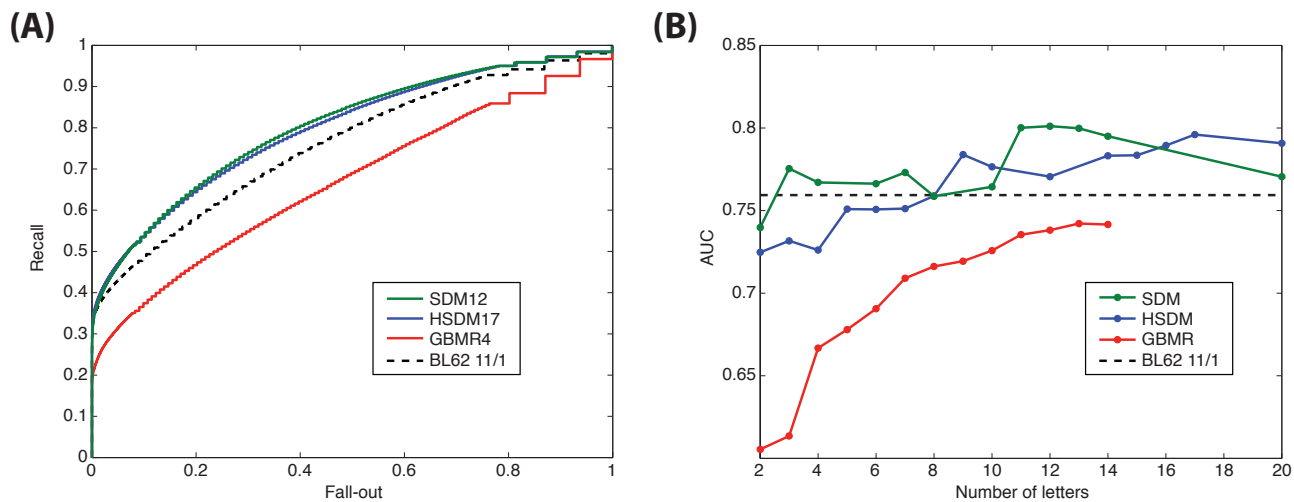 (A)
1
0.9
0.8
0.7
0.6
0.5
0.4
0.3
0.2
0.1
0
Recall
0 0.2 0.4 0.6 0.8 1
Fall-out
SDM12
HSDM17
GBMR4
BL62 11/1
(B)
0.85
0.8
0.75
0.7
0.65
AUC
2 4 6 8 10 12 14 16 18 20
Number of letters
SDM
HSDM
GBMR
BL62 11/1